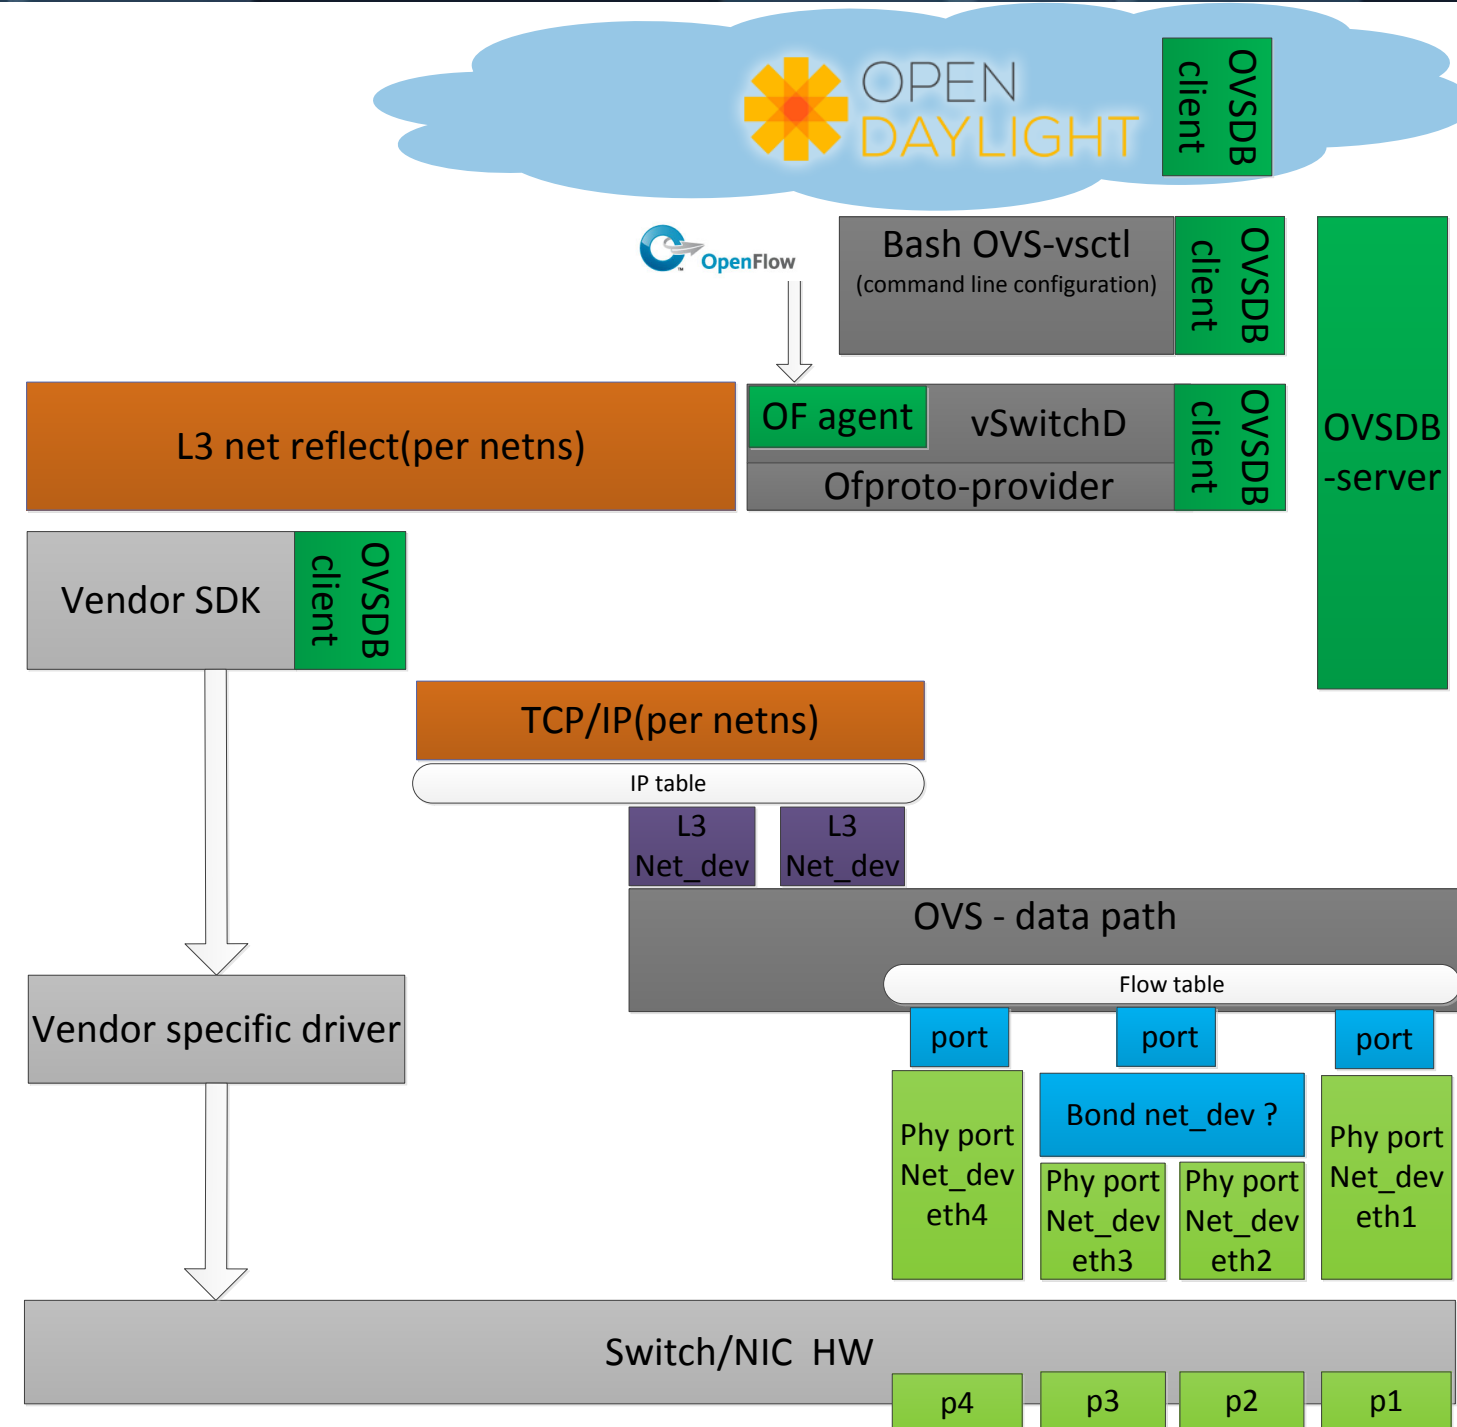 OPEN
DAYLIGHT
OVSDB
client
OpenFlow
Bash OVS-vsctl
(command line configuration)
OVSDB
client
L3 net reflect(per netns)
OF agent
vSwitchD
Ofproto-provider
OVSDB
client
OVSDB
-server
Vendor SDK
OVSDB
client
TCP/IP(per netns)
IP table
L3
Net_dev
L3
Net_dev
OVS - data path
Flow table
Vendor specific driver
port
port
port
Phy port
Net_dev
eth4
Bond net_dev ?
Phy port
Net_dev
eth3
Phy port
Net_dev
eth2
Phy port
Net_dev
eth1
Switch/NIC HW
p4
p3
p2
p1